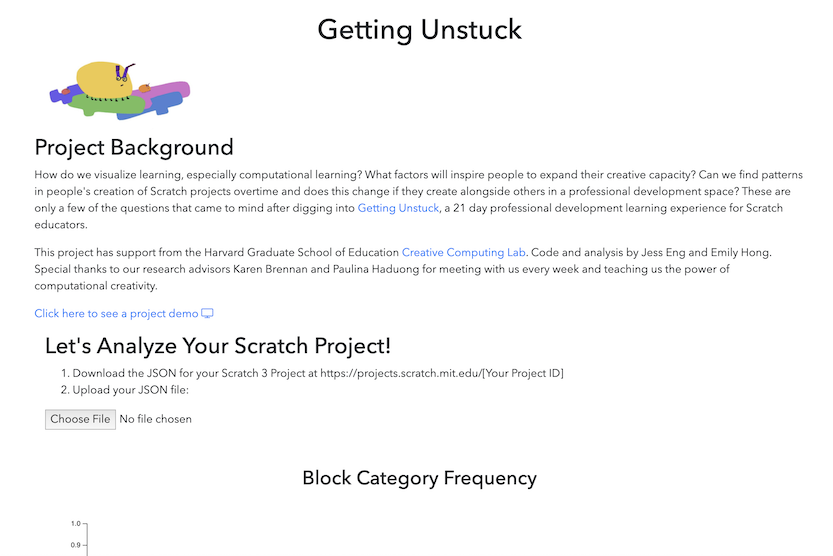 Getting Unstuck
Project Background
How do we visualize learning, especially computational learning? What factors will inspire people to expand their creative capacity? Can we find patterns
in people's creation of Scratch projects overtime and does this change if they create alongside others in a professional development space? These are
only a few of the questions that came to mind after digging into Getting Unstuck, a 21 day professional development learning experience for Scratch
educators.
This project has support from the Harvard Graduate School of Education Creative Computing Lab. Code and analysis by Jess Eng and Emily Hong.
Special thanks to our research advisors Karen Brennan and Paulina Haduong for meeting with us every week and teaching us the power of
computational creativity.
Click here to see a project demo
Let's Analyze Your Scratch Project!
1. Download the JSON for your Scratch 3 Project at https://projects.scratch.mit.edu/[Your Project ID]
2. Upload your JSON file:
Choose File No file chosen
Block Category Frequency
1.0
0.9